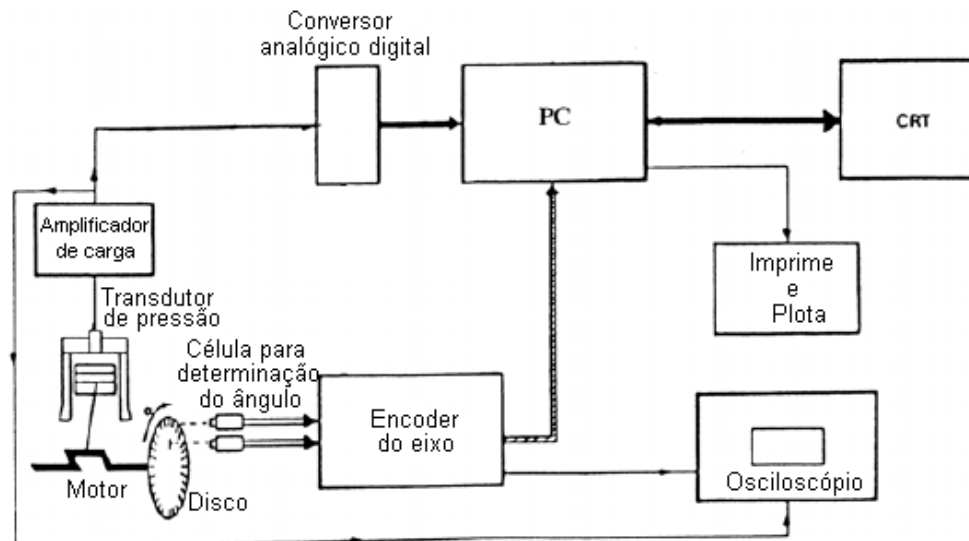 Conversor
analógico digital
PC
CRT
Amplificador
de carga
Imprime
e
Plota
Transdutor
de pressão
Célula para
determinação
do ângulo
α
Encoder
do eixo
Osciloscópio
Motor
Disco